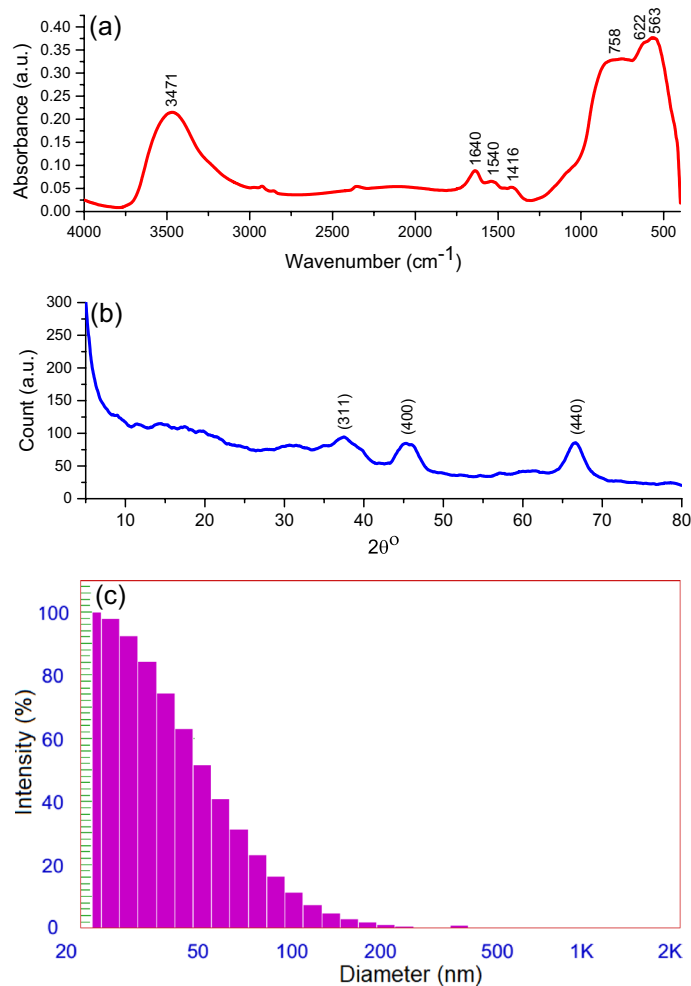 (a)
0.40
0.35
0.30
0.25
0.20
0.15
0.10
0.05
0.00
Absorbance (a.u.)
3471
1640
1540
1416
758
622
563
4000 3500 3000 2500 2000 1500 1000 500
Wavenumber (cm-1)
(b)
300
250
200
150
100
50
0
Count (a.u.)
(311)
(400)
(440)
10 20 30 40 50 60 70 80
2θº
(c)
100
80
60
40
20
0
Intensity (%)
20 50 100 200 500 1K 2K
Diameter (nm)